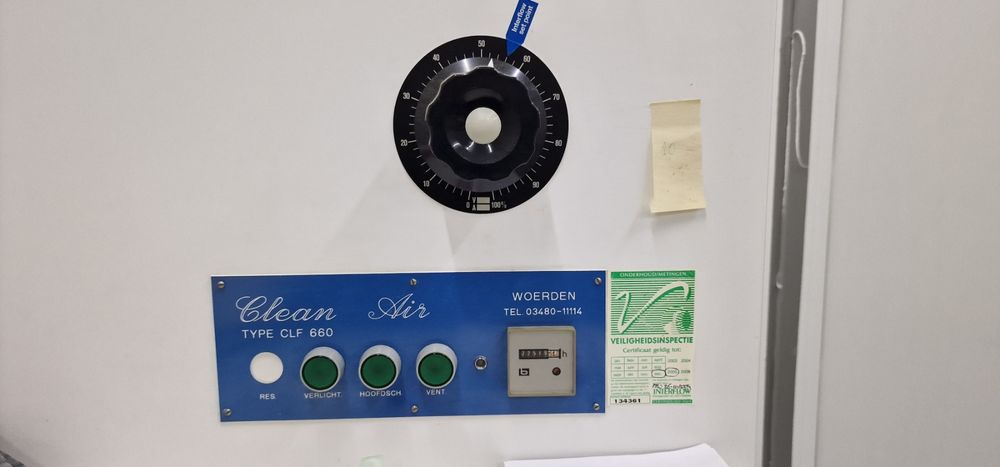 Interflow
set point
50
40
60
30
70
20
80
10
90
0 V A 100%
Clean Air
TYPE CLF 660
WOERDEN
TEL. 03480-11114
h
b
RES.
VERLICHT.
HOOFDSCH.
VENT.
ONDERHOUD/METINGEN
V
VEILIGHEIDSINSPECTIE
Certificaat geldig tot:
INTERFLOW
134361